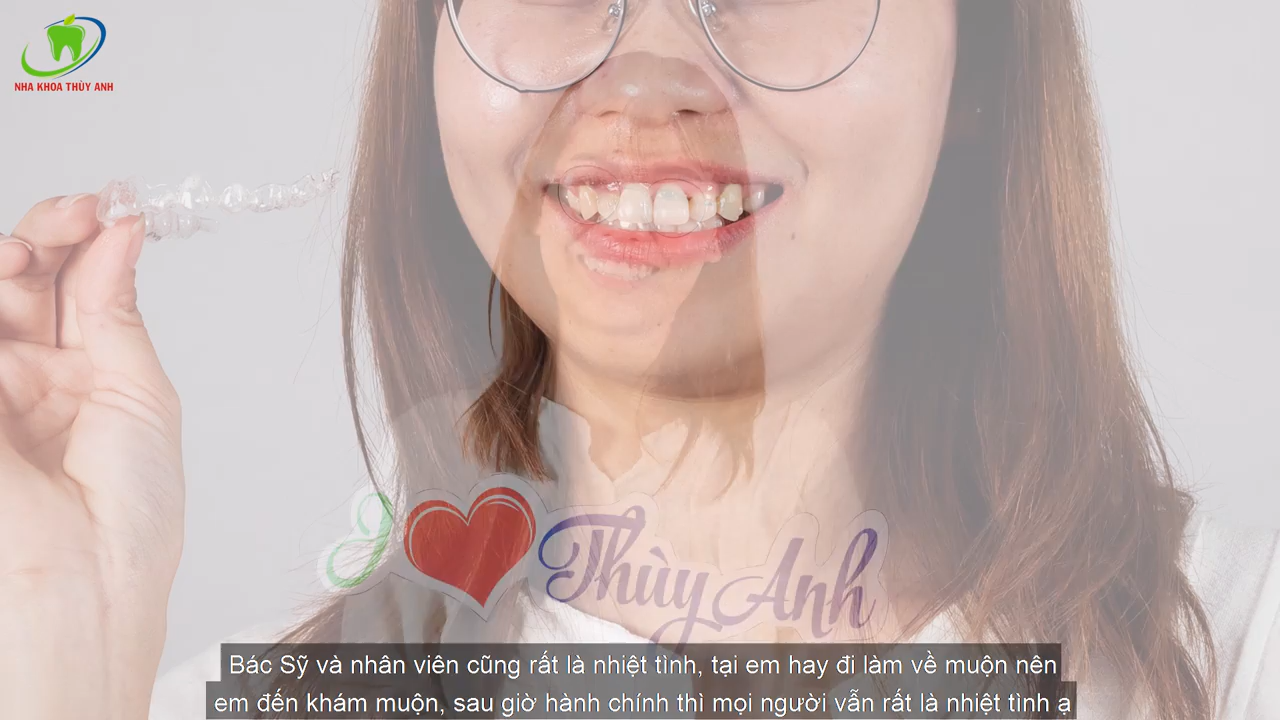 NHA KHOA THÙY ANH
I Thùy Anh
Bác Sỹ và nhân viên cũng rất là nhiệt tình, tại em hay đi làm về muộn nên
em đến khám muộn, sau giờ hành chính thì mọi người vẫn rất là nhiệt tình ạ